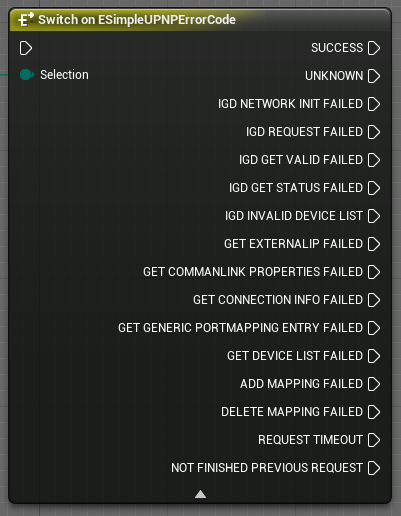 Switch on ESimpleUPNPErrorCode
SUCCESS
Selection
UNKNOWN
IGD NETWORK INIT FAILED
IGD REQUEST FAILED
IGD GET VALID FAILED
IGD GET STATUS FAILED
IGD INVALID DEVICE LIST
GET EXTERNALIP FAILED
GET COMMANLINK PROPERTIES FAILED
GET CONNECTION INFO FAILED
GET GENERIC PORTMAPPING ENTRY FAILED
GET DEVICE LIST FAILED
ADD MAPPING FAILED
DELETE MAPPING FAILED
REQUEST TIMEOUT
NOT FINISHED PREVIOUS REQUEST